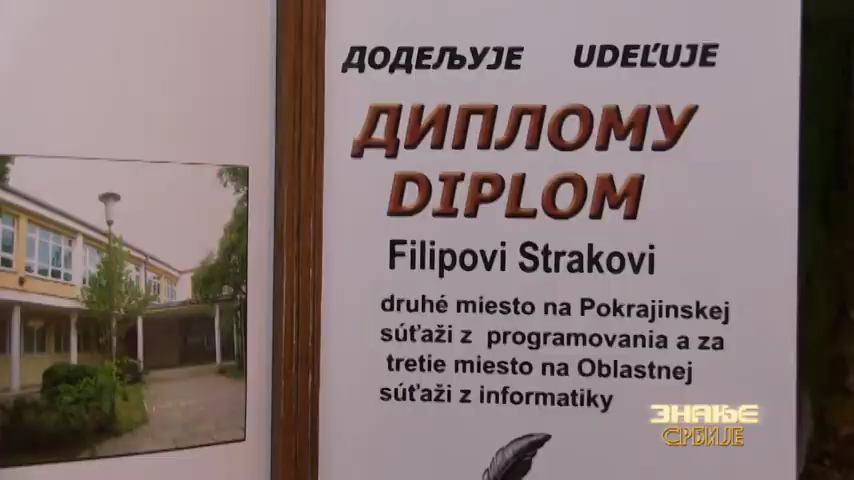 ДОДЕЉУЈЕ UDEĽUJE
ДИПЛОМУ
DIPLOM
Filipovi Strakovi
druhé miesto na Pokrajinskej
súťaži z programovania a za
tretie miesto na Oblastnej
súťaži z informatiky
ЗНАЊЕ
СРБИЈЕ